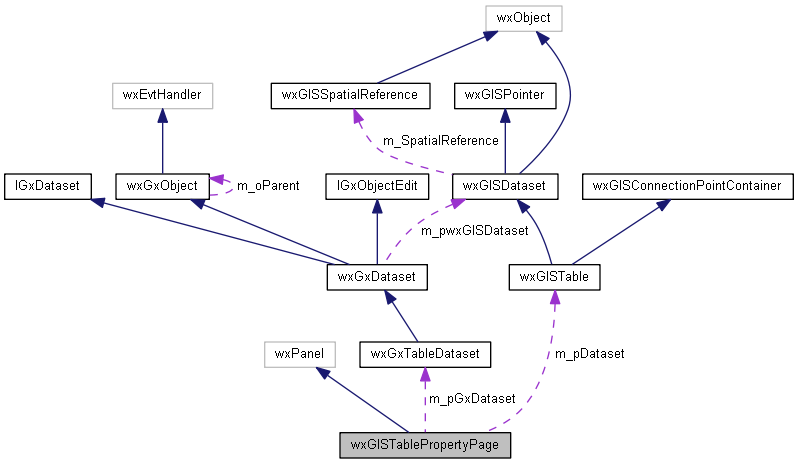 wxObject
wxEvtHandler
wxGISSpatialReference
wxGISPointer
m_SpatialReference
IGxDataset
wxGxObject
m_oParent
IGxObjectEdit
wxGISDataset
wxGISConnectionPointContainer
m_pwxGISDataset
wxGxDataset
wxGISTable
wxPanel
wxGxTableDataset
m_pDataset
m_pGxDataset
wxGISTablePropertyPage